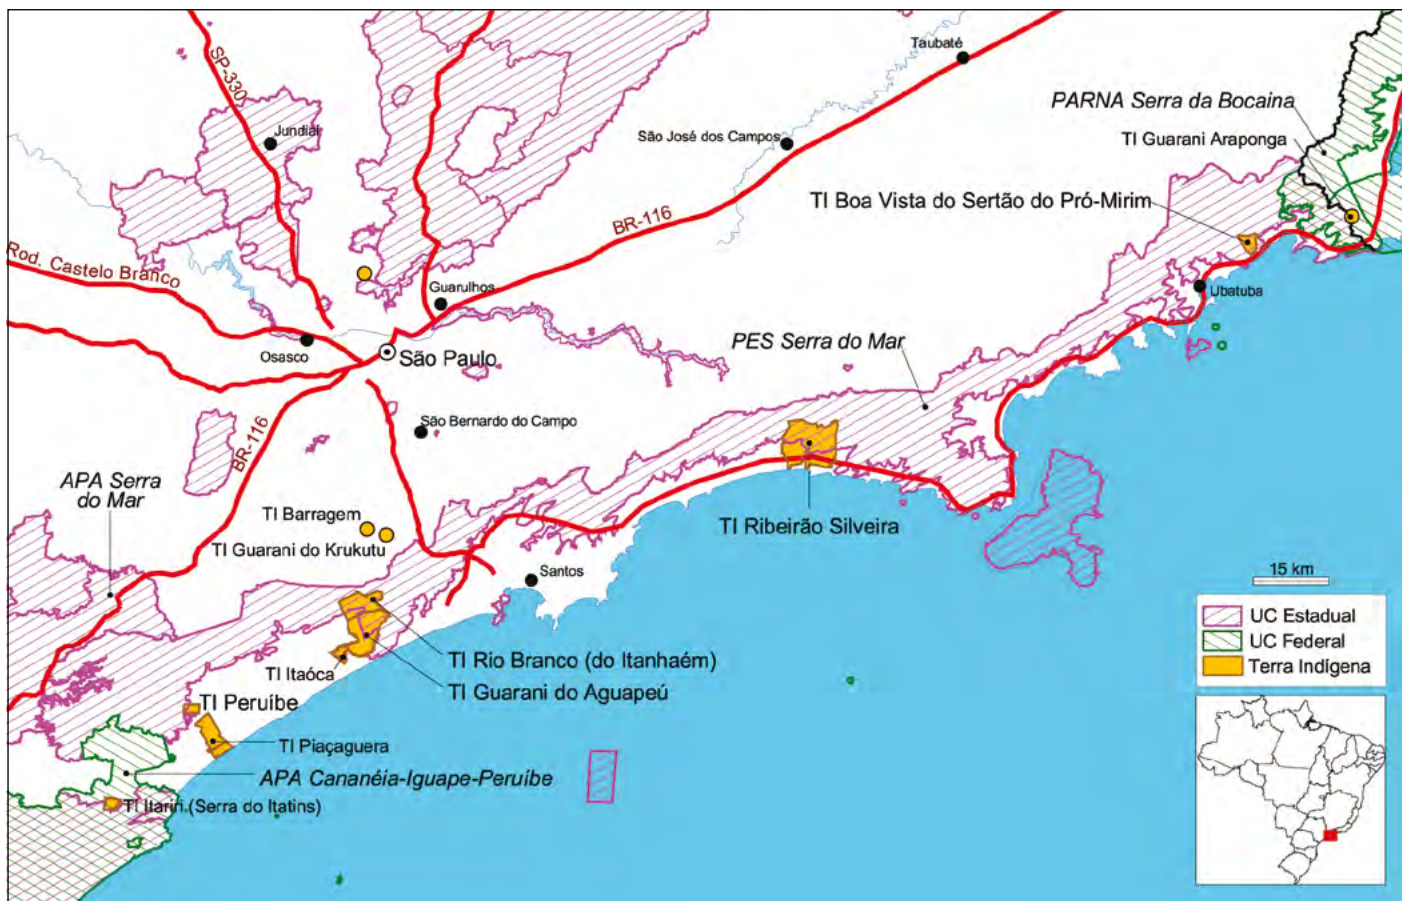 Taubaté
SP-330
PARNA Serra da Bocaina
Jundiaí
São José dos Campos
TI Guarani Araponga
TI Boa Vista do Sertão do Pró-Mirim
BR-116
Rod. Castelo Branco
Guarulhos
Ubatuba
Osasco
São Paulo
PES Serra do Mar
São Bernardo do Campo
BR-116
APA Serra
do Mar
TI Barragem
TI Ribeirão Silveira
TI Guarani do Krukutu
Santos
15 km
UC Estadual
UC Federal
Terra Indígena
TI Rio Branco (do Itanhaém)
TI Itaóca
TI Guarani do Aguapeú
TI Peruíbe
TI Piaçaguera
APA Cananéia-Iguape-Peruíbe
TI Itariri (Serra do Itatins)